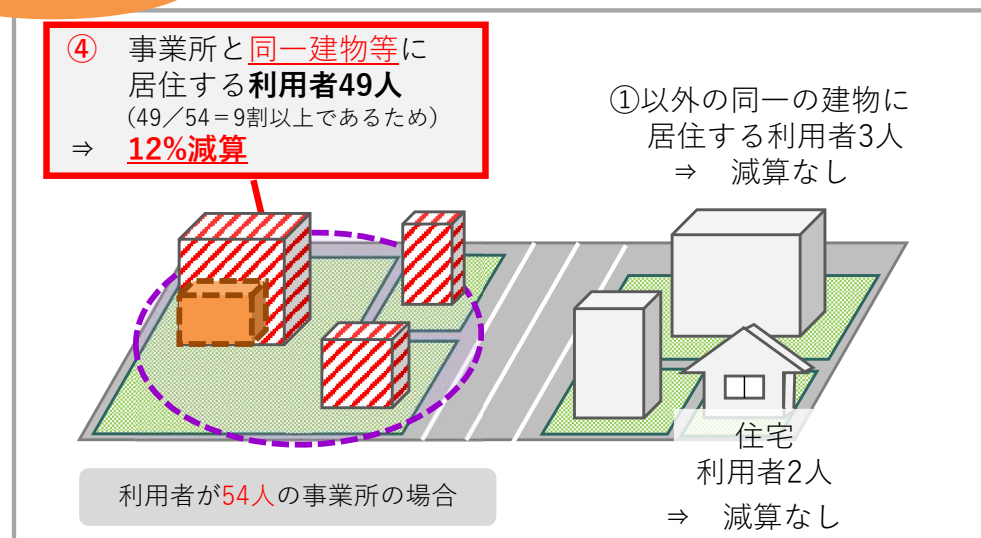 ④ 事業所と同一建物等に
居住する利用者49人
（49／54＝9割以上であるため）
⇒ 12%減算
①以外の同一の建物に
居住する利用者3人
⇒ 減算なし
住宅
利用者2人
⇒ 減算なし
利用者が54人の事業所の場合